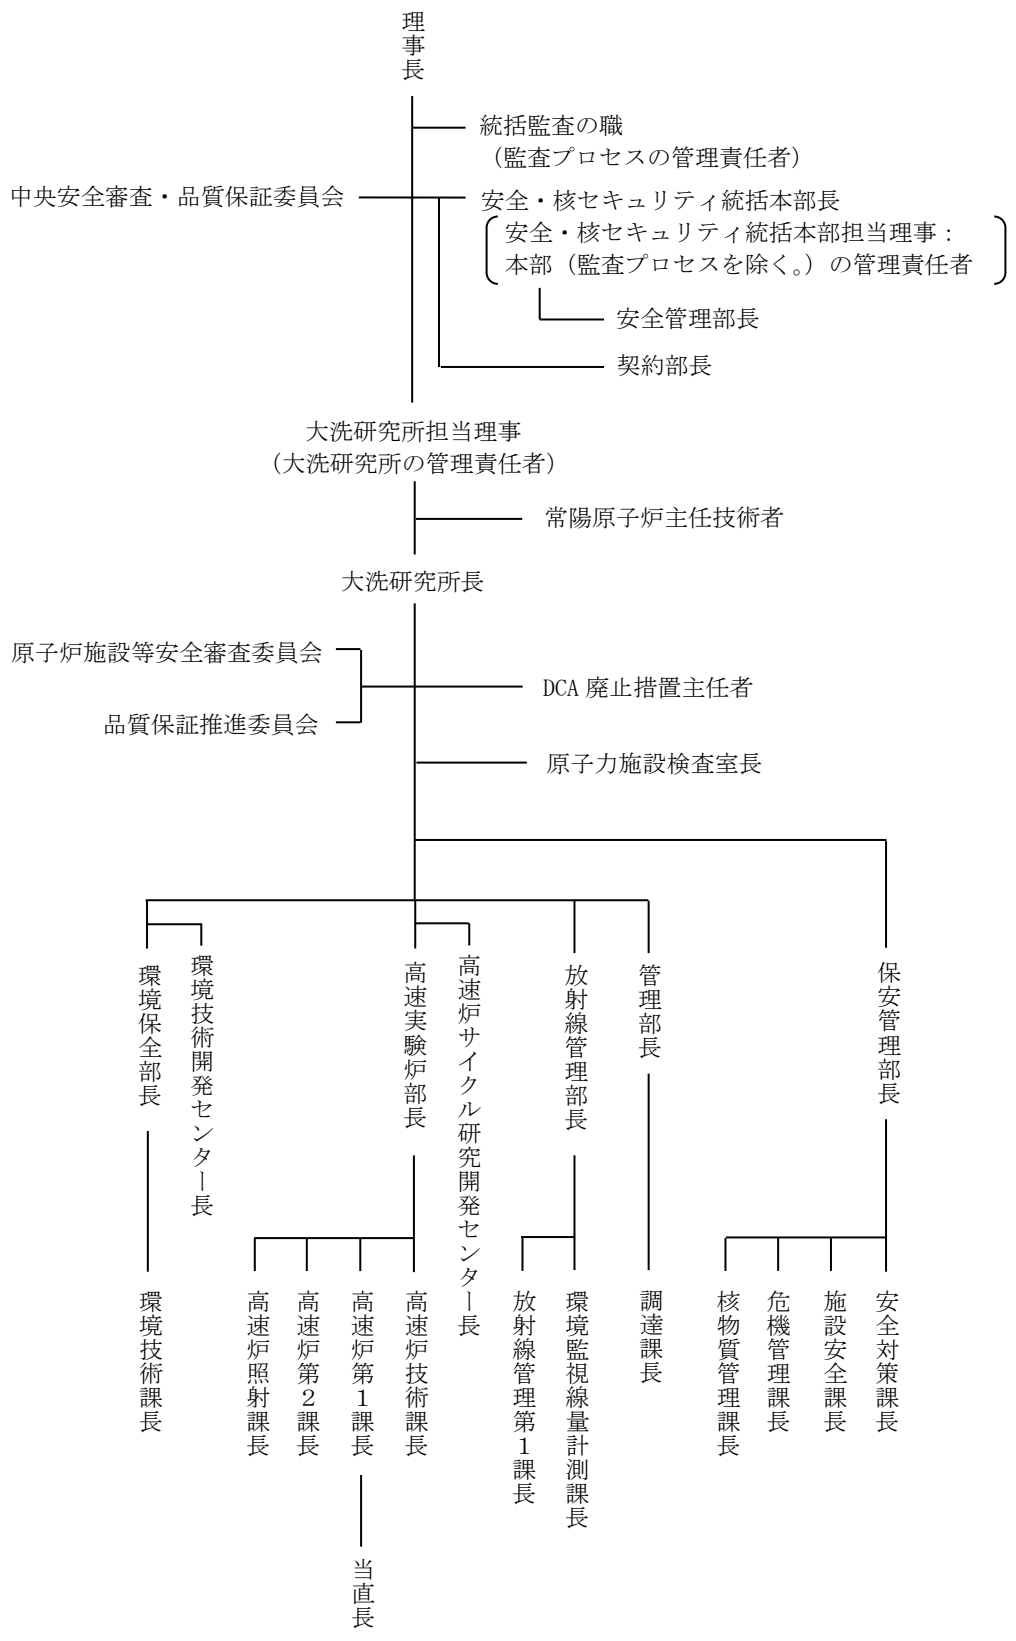 理事長
統括監査の職
（監査プロセスの管理責任者）
中央安全審査・品質保証委員会
安全・核セキュリティ統括本部長
安全・核セキュリティ統括本部担当理事：
本部（監査プロセスを除く。）の管理責任者
安全管理部長
契約部長
大洗研究所担当理事
（大洗研究所の管理責任者）
常陽原子炉主任技術者
大洗研究所長
原子炉施設等安全審査委員会
DCA 廃止措置主任者
品質保証推進委員会
原子力施設検査室長
環境保全部長
環境技術開発センター長
高速実験炉部長
高速炉サイクル研究開発センター長
放射線管理部長
管理部長
保安管理部長
環境技術課長
高速炉照射課長
高速炉第２課長
高速炉第１課長
高速炉技術課長
放射線管理第１課長
環境監視線量計測課長
調達課長
核物質管理課長
危機管理課長
施設安全課長
安全対策課長
当直長